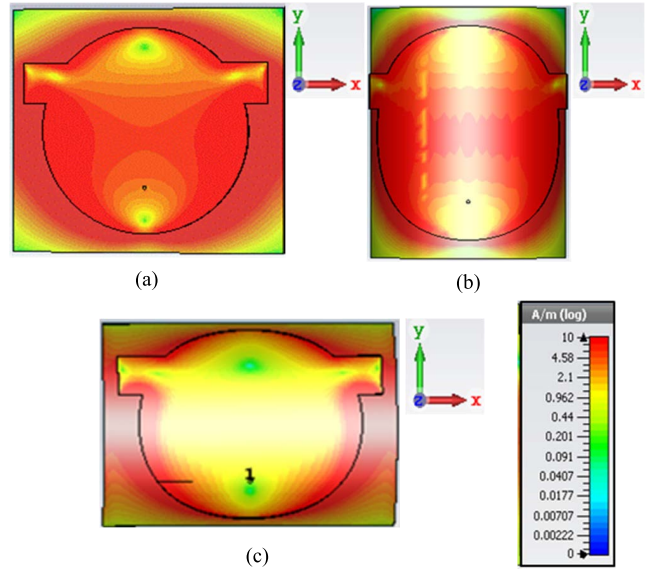 y
z
x
y
z
x
(a)
(b)
y
z
x
1
(c)
A/m (log)
10
4.58
2.1
0.962
0.44
0.201
0.091
0.0407
0.0177
0.00707
0.00222
0